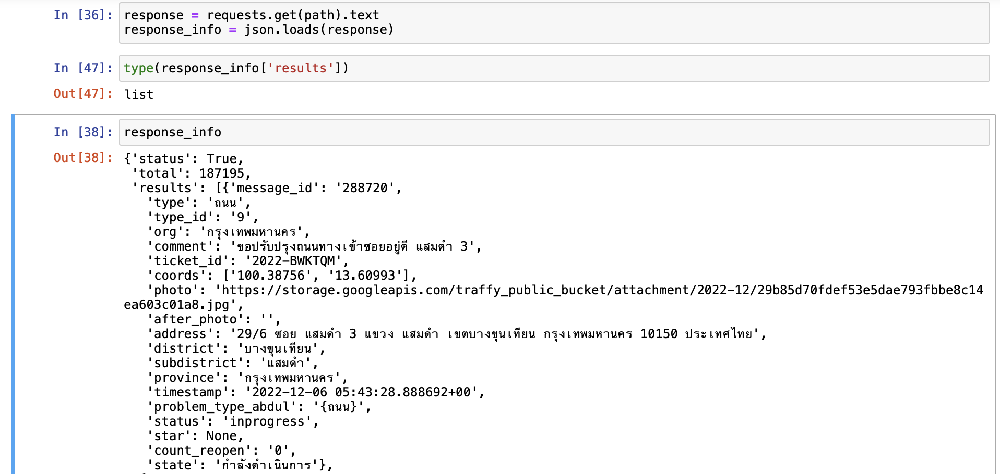 In [36]: response = requests.get(path).text
response_info = json.loads(response)
In [47]: type(response_info['results'])
Out[47]: list
In [38]: response_info
Out[38]: {'status': True,
'total': 187195,
'results': [{'message_id': '288720',
'type': 'ถนน',
'type_id': '9',
'org': 'กรุงเทพมหานคร',
'comment': 'ขอปรับปรุงถนนทางเข้าซอยอยู่ดี แสมดำ 3',
'ticket_id': '2022-BWKTQM',
'coords': ['100.38756', '13.60993'],
'photo': 'https://storage.googleapis.com/traffy_public_bucket/attachment/2022-12/29b85d70fdef53e5dae793fbbe8c14
ea603c01a8.jpg',
'after_photo': '',
'address': '29/6 ซอย แสมดำ 3 แขวง แสมดำ เขตบางขุนเทียน กรุงเทพมหานคร 10150 ประเทศไทย',
'district': 'บางขุนเทียน',
'subdistrict': 'แสมดำ',
'province': 'กรุงเทพมหานคร',
'timestamp': '2022-12-06 05:43:28.888692+00',
'problem_type_abdul': '{ถนน}',
'status': 'inprogress',
'star': None,
'count_reopen': '0',
'state': 'กำลังดำเนินการ'},